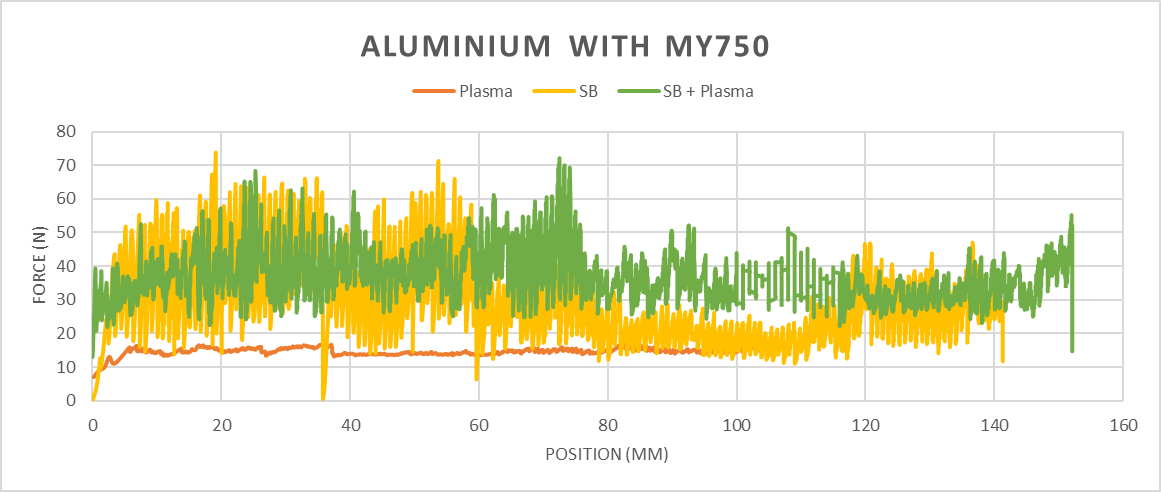 ALUMINIUM WITH MY750
Plasma SB SB + Plasma
80
70
60
50
40
30
20
10
0
FORCE (N)
0 20 40 60 80 100 120 140 160
POSITION (MM)